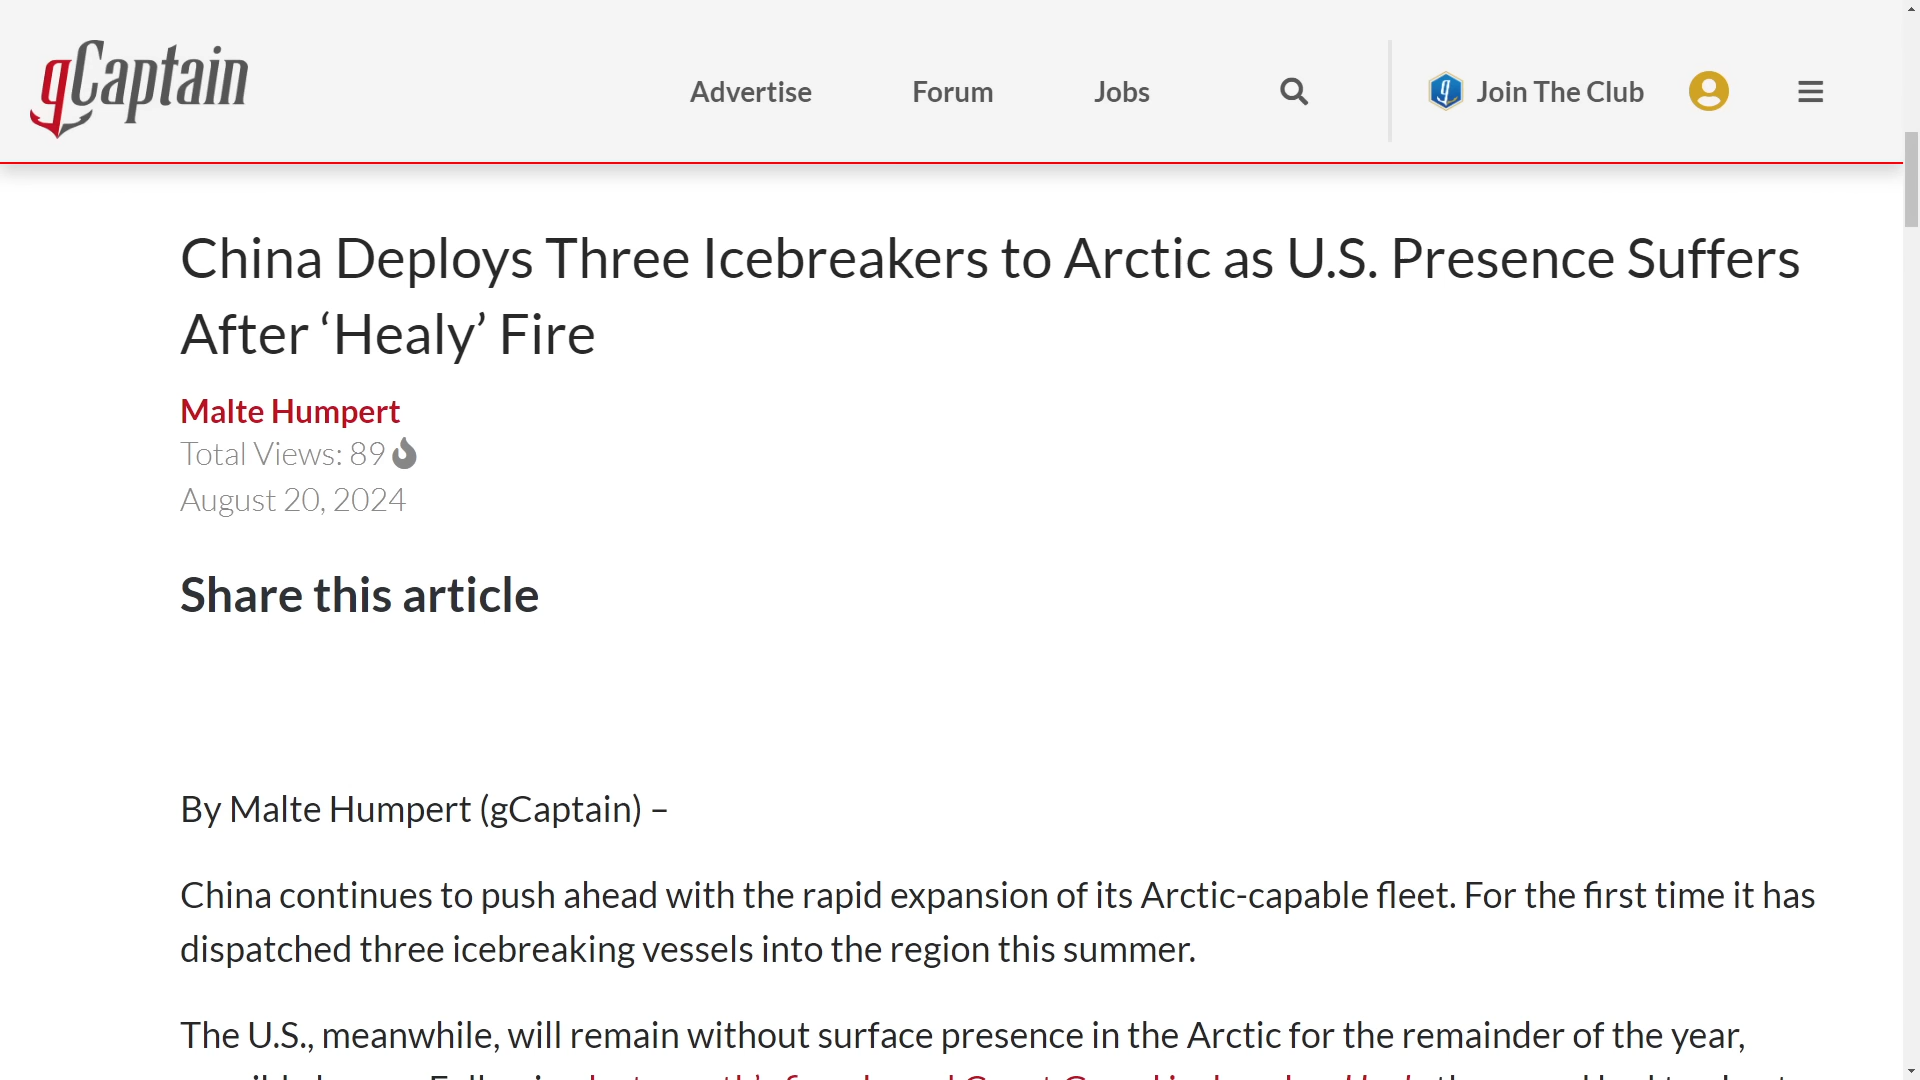 gCaptain
Advertise
Forum
Jobs
Join The Club
China Deploys Three Icebreakers to Arctic as U.S. Presence Suffers
After ‘Healy’ Fire
Malte Humpert
Total Views: 89
August 20, 2024
Share this article
By Malte Humpert (gCaptain) –
China continues to push ahead with the rapid expansion of its Arctic-capable fleet. For the first time it has
dispatched three icebreaking vessels into the region this summer.
The U.S., meanwhile, will remain without surface presence in the Arctic for the remainder of the year,